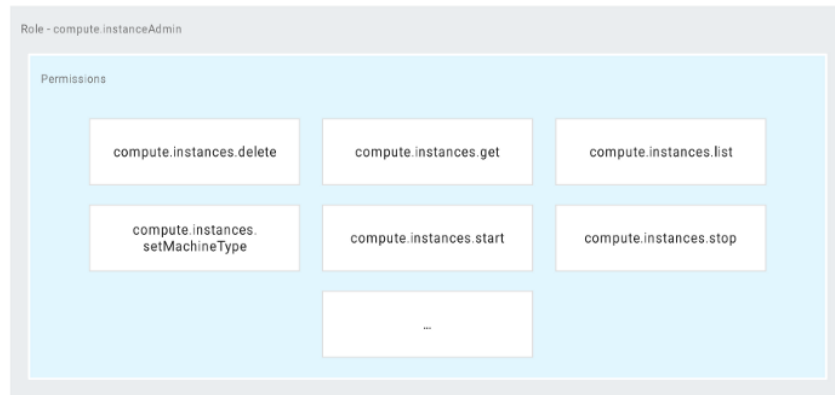 Role - compute.instanceAdmin
Permissions
compute.instances.delete
compute.instances.get
compute.instances.list
compute.instances.
setMachineType
compute.instances.start
compute.instances.stop
...